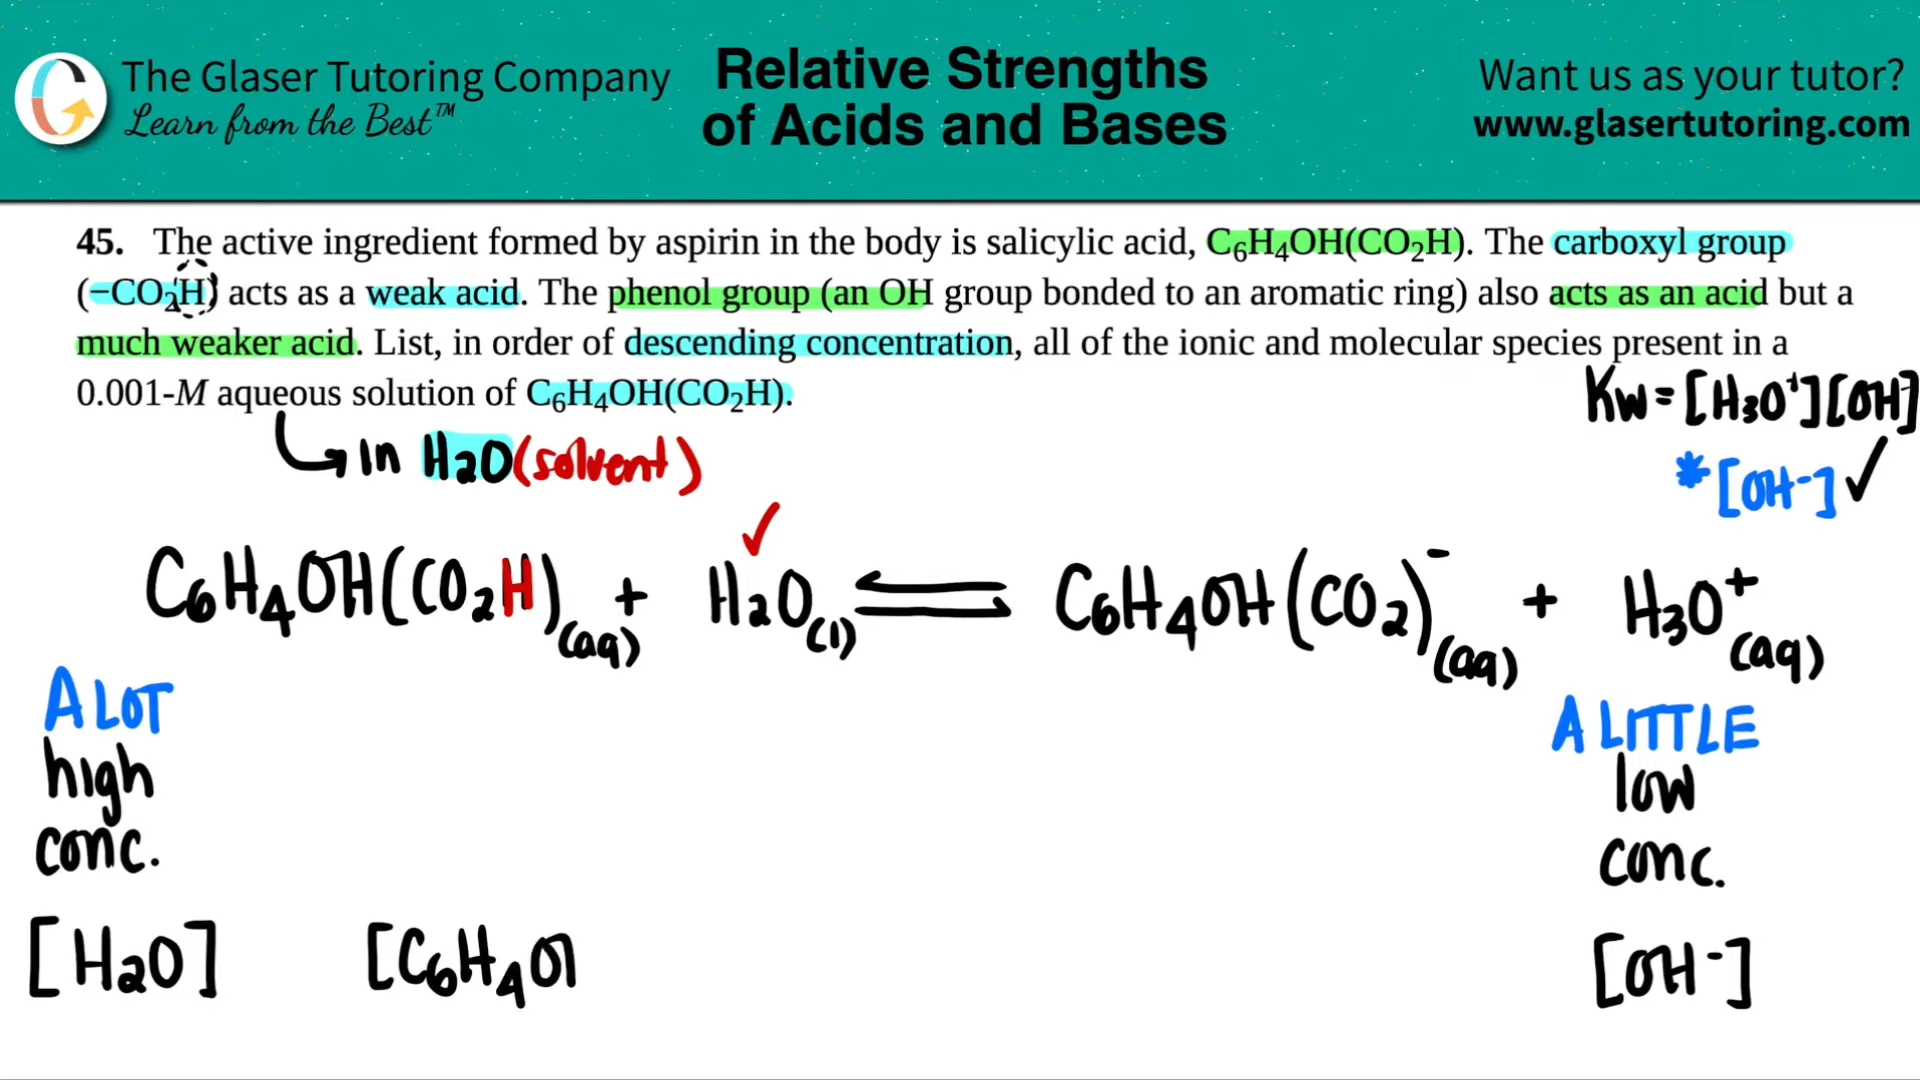 The Glaser Tutoring Company
Learn from the Best™
Relative Strengths
of Acids and Bases
Want us as your tutor?
www.glasertutoring.com
45. The active ingredient formed by aspirin in the body is salicylic acid, C₆H₄OH(CO₂H). The carboxyl group
(−CO₂H) acts as a weak acid. The phenol group (an OH group bonded to an aromatic ring) also acts as an acid but a
much weaker acid. List, in order of descending concentration, all of the ionic and molecular species present in a
0.001-M aqueous solution of C₆H₄OH(CO₂H).
Kw = [H₃O⁺][OH]
* [OH⁻] ✓
↳ in H₂O (solvent)
✓
C₆H₄OH(CO₂H)(aq) + H₂O(l) ⇌ C₆H₄OH(CO₂)⁻(aq) + H₃O⁺(aq)
A LOT
high
conc.
A LITTLE
low
conc.
[H₂O] [C₆H₄O [OH⁻]